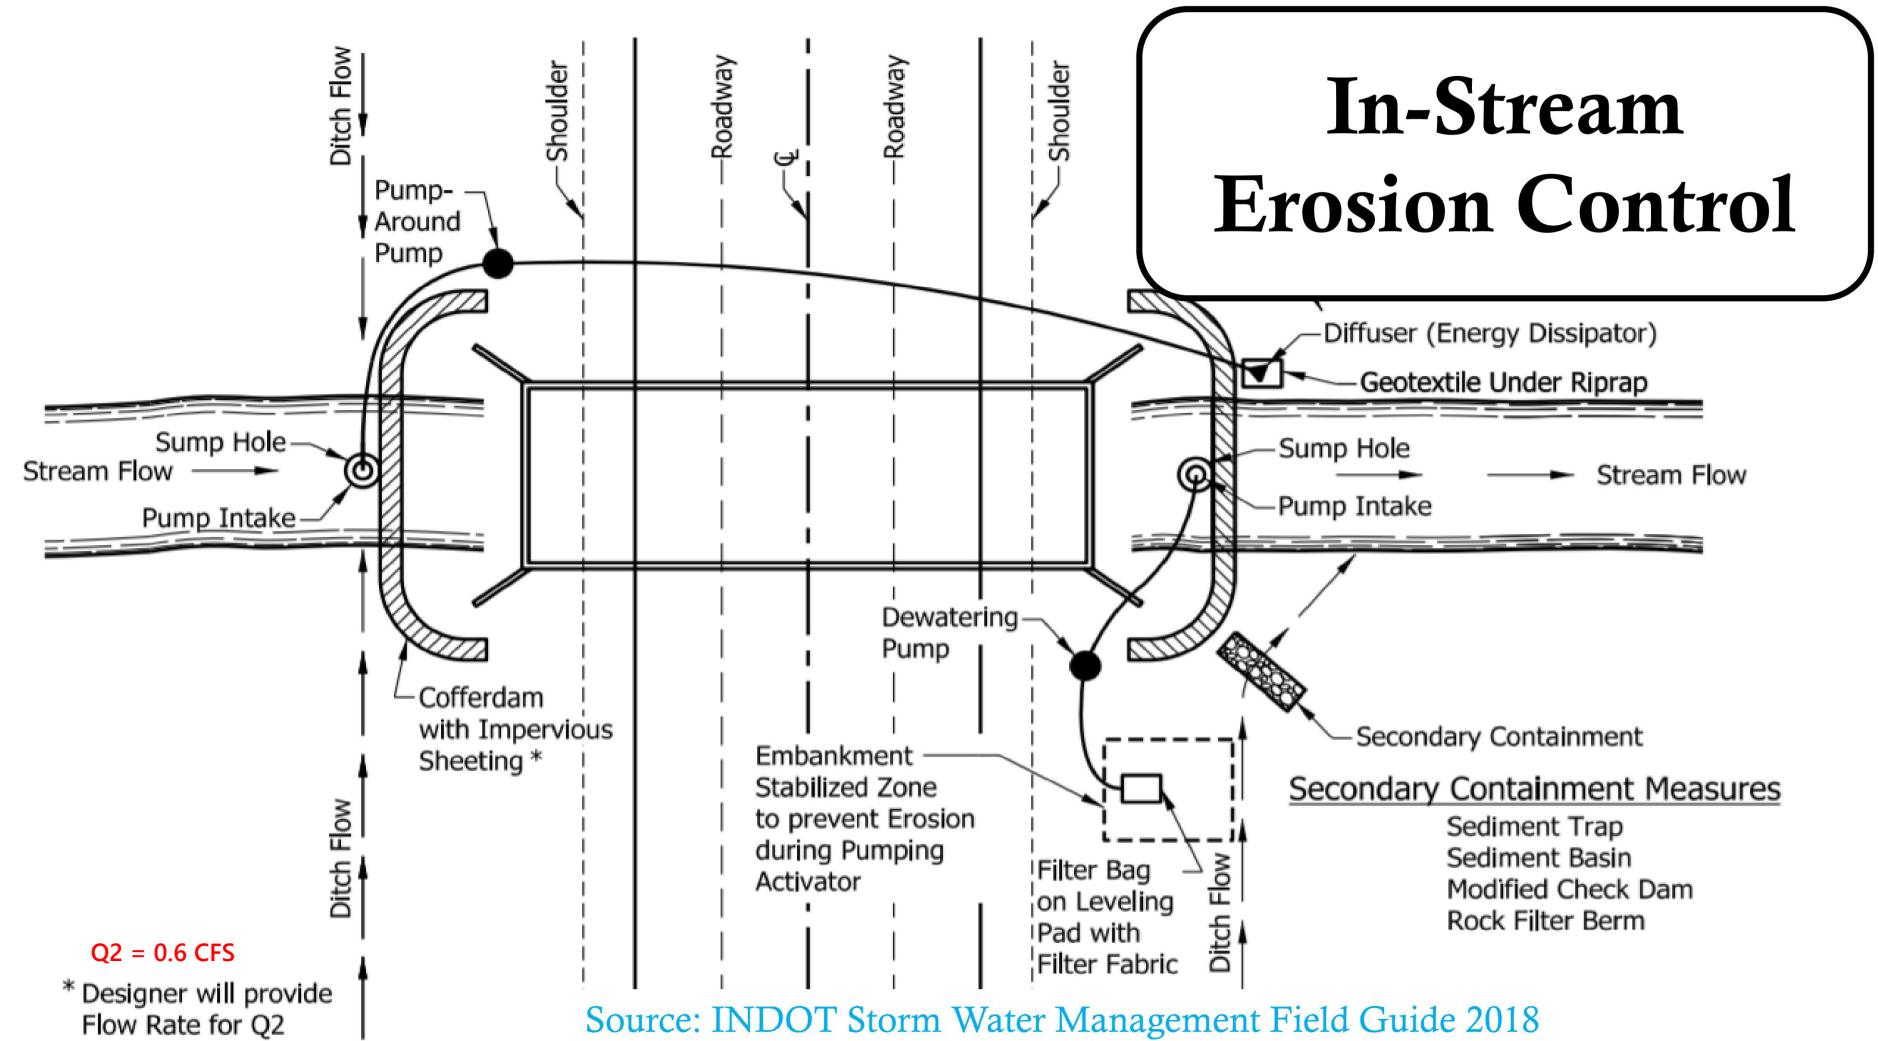 In-Stream
Erosion Control
Ditch Flow
Shoulder
Roadway
℄
Roadway
Shoulder
Pump-
Around
Pump
Diffuser (Energy Dissipator)
Geotextile Under Riprap
Sump Hole
Stream Flow
Pump Intake
Sump Hole
Stream Flow
Pump Intake
Dewatering
Pump
Cofferdam
with Impervious
Sheeting *
Secondary Containment
Embankment
Stabilized Zone
to prevent Erosion
during Pumping
Activator
Secondary Containment Measures
Sediment Trap
Sediment Basin
Modified Check Dam
Rock Filter Berm
Ditch Flow
Filter Bag
on Leveling
Pad with
Filter Fabric
Ditch Flow
Q2 = 0.6 CFS
* Designer will provide
Flow Rate for Q2
Source: INDOT Storm Water Management Field Guide 2018